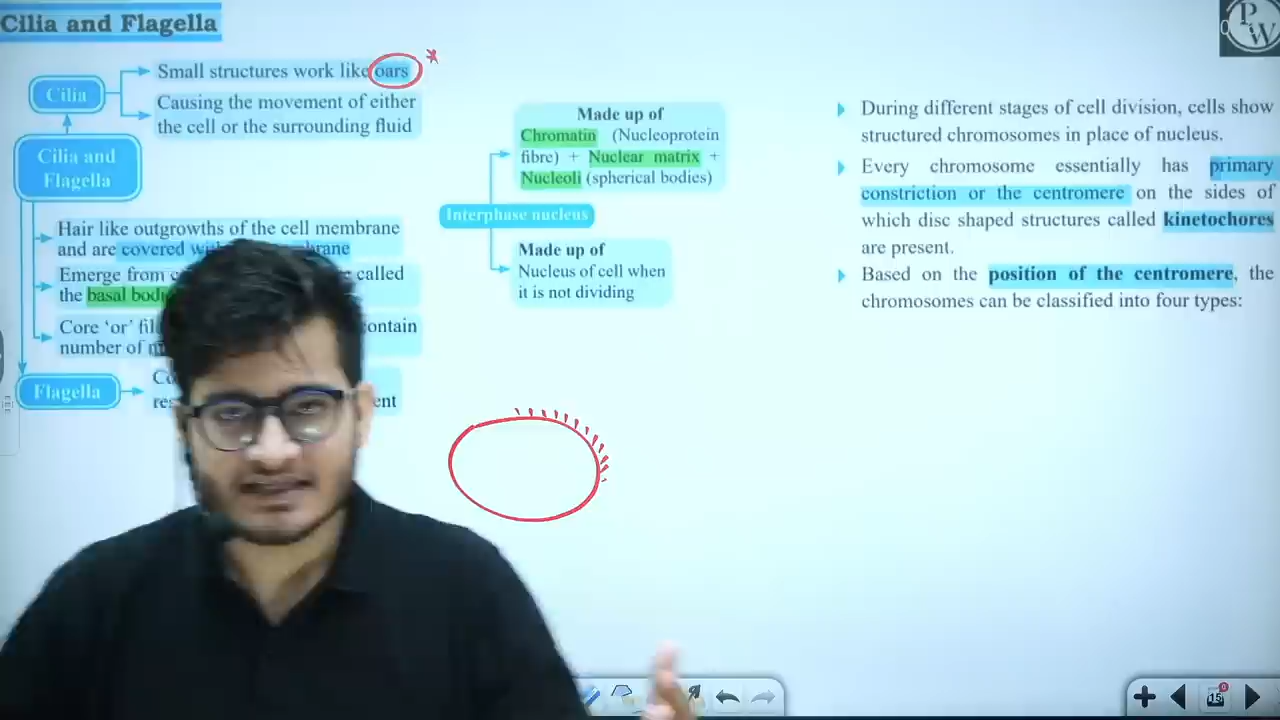 Cilia and Flagella
PW
Cilia
Small structures work like oars
Causing the movement of either
the cell or the surrounding fluid
Cilia and
Flagella
Hair like outgrowths of the cell membrane
and are covered
Emerge from called
the basal
Core ‘or’ contain
number of
Flagella
Made up of
Chromatin (Nucleoprotein
fibre) + Nuclear matrix +
Nucleoli (spherical bodies)
Interphase nucleus
Made up of
Nucleus of cell when
it is not dividing
During different stages of cell division, cells show
structured chromosomes in place of nucleus.
Every chromosome essentially has primary
constriction or the centromere on the sides of
which disc shaped structures called kinetochores
are present.
Based on the position of the centromere, the
chromosomes can be classified into four types:
15